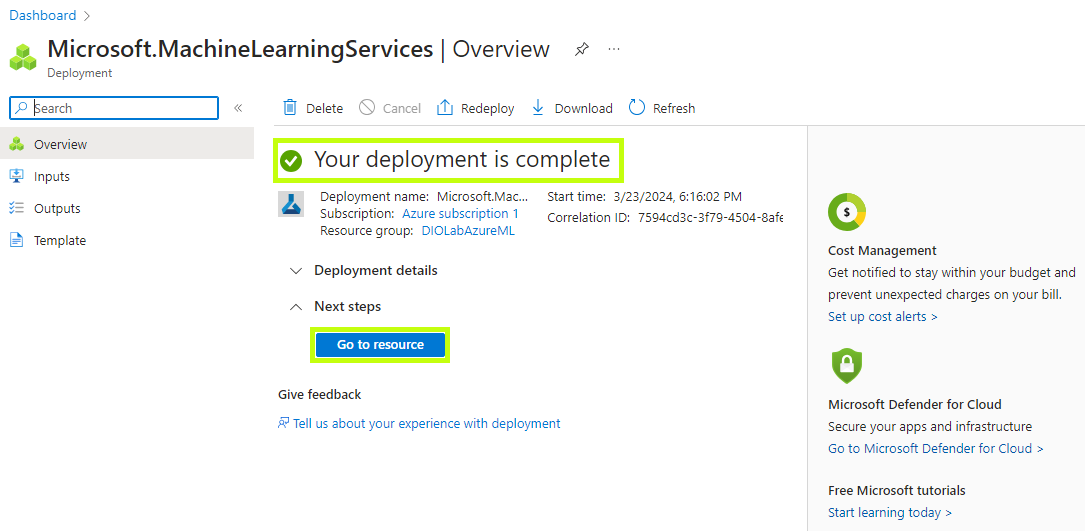 Dashboard >
Microsoft.MachineLearningServices | Overview
Deployment
Search
«
Delete Cancel Redeploy Download Refresh
Overview
Inputs
Outputs
Template
Your deployment is complete
Deployment name: Microsoft.Mac...
Subscription: Azure subscription 1
Resource group: DIOLabAzureML
Start time: 3/23/2024, 6:16:02 PM
Correlation ID: 7594cd3c-3f79-4504-8afe
Deployment details
Next steps
Go to resource
Give feedback
Tell us about your experience with deployment
$
Cost Management
Get notified to stay within your budget and
prevent unexpected charges on your bill.
Set up cost alerts >
Microsoft Defender for Cloud
Secure your apps and infrastructure
Go to Microsoft Defender for Cloud >
Free Microsoft tutorials
Start learning today >